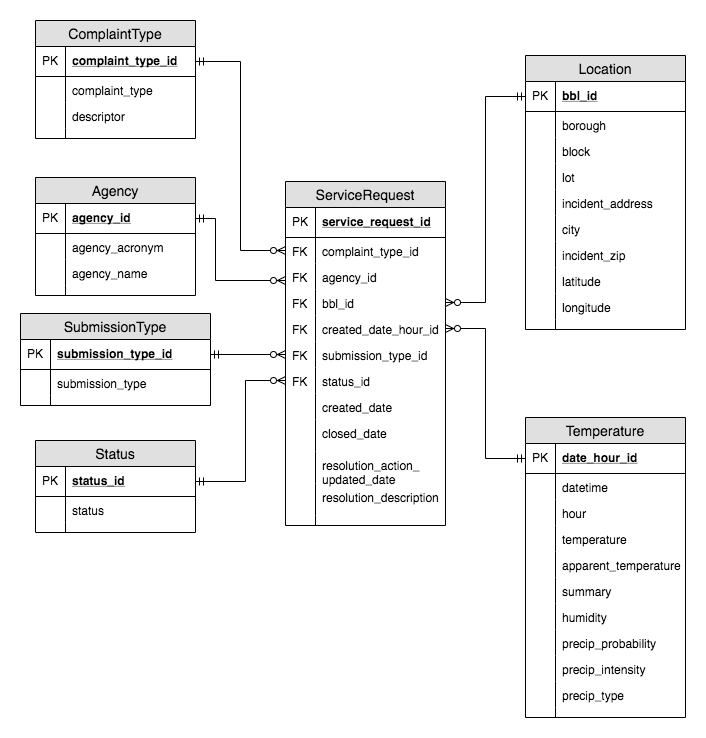 ComplaintType
PK complaint_type_id
complaint_type
descriptor
Agency
PK agency_id
agency_acronym
agency_name
SubmissionType
PK submission_type_id
submission_type
Status
PK status_id
status
ServiceRequest
PK service_request_id
FK complaint_type_id
FK agency_id
FK bbl_id
FK created_date_hour_id
FK submission_type_id
FK status_id
created_date
closed_date
resolution_action_
updated_date
resolution_description
Location
PK bbl_id
borough
block
lot
incident_address
city
incident_zip
latitude
longitude
Temperature
PK date_hour_id
datetime
hour
temperature
apparent_temperature
summary
humidity
precip_probability
precip_intensity
precip_type